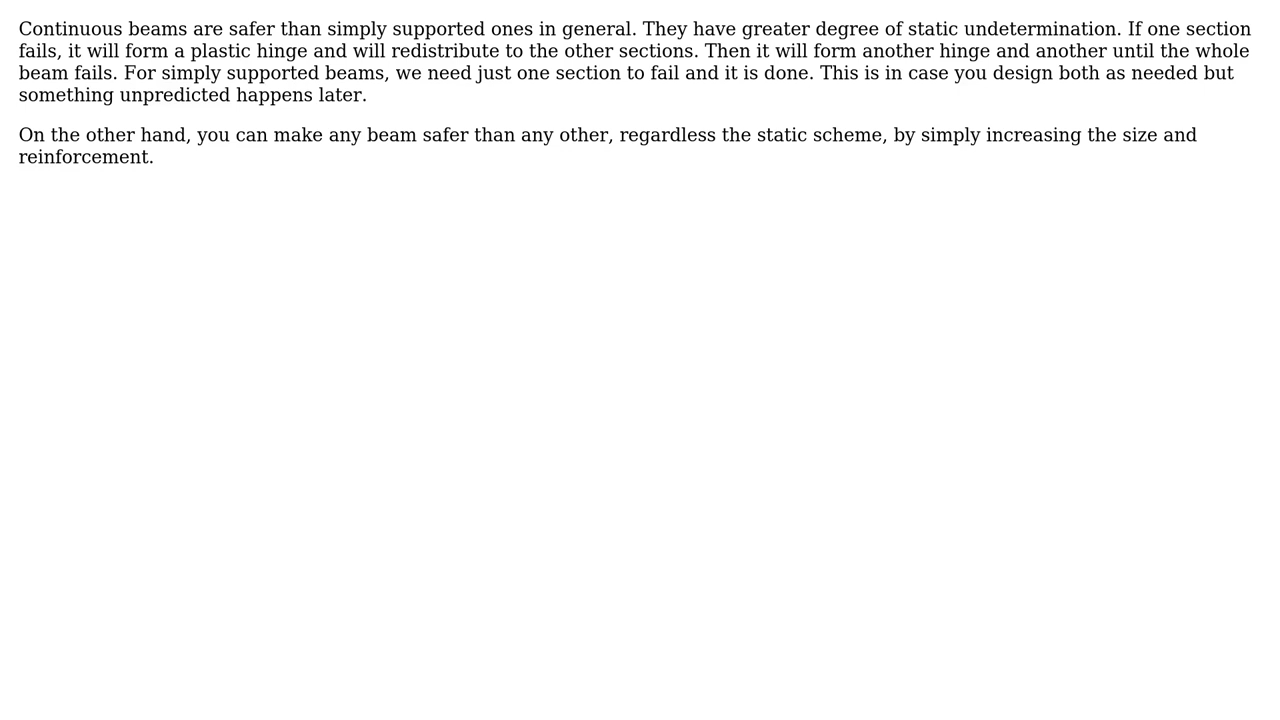 Continuous beams are safer than simply supported ones in general. They have greater degree of static undetermination. If one section
fails, it will form a plastic hinge and will redistribute to the other sections. Then it will form another hinge and another until the whole
beam fails. For simply supported beams, we need just one section to fail and it is done. This is in case you design both as needed but
something unpredicted happens later.
On the other hand, you can make any beam safer than any other, regardless the static scheme, by simply increasing the size and
reinforcement.